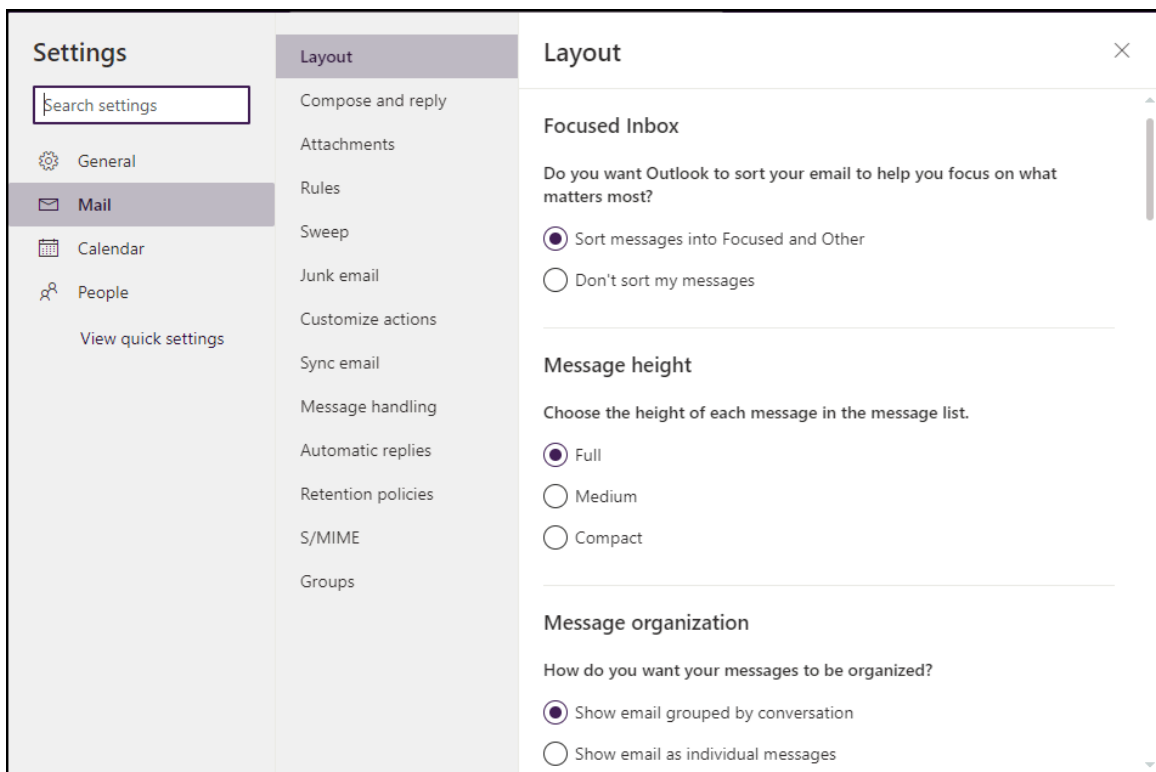 Settings
Search settings
General
Mail
Calendar
People
View quick settings
Layout
Compose and reply
Attachments
Rules
Sweep
Junk email
Customize actions
Sync email
Message handling
Automatic replies
Retention policies
S/MIME
Groups
Layout
Focused Inbox
Do you want Outlook to sort your email to help you focus on what
matters most?
Sort messages into Focused and Other
Don't sort my messages
Message height
Choose the height of each message in the message list.
Full
Medium
Compact
Message organization
How do you want your messages to be organized?
Show email grouped by conversation
Show email as individual messages